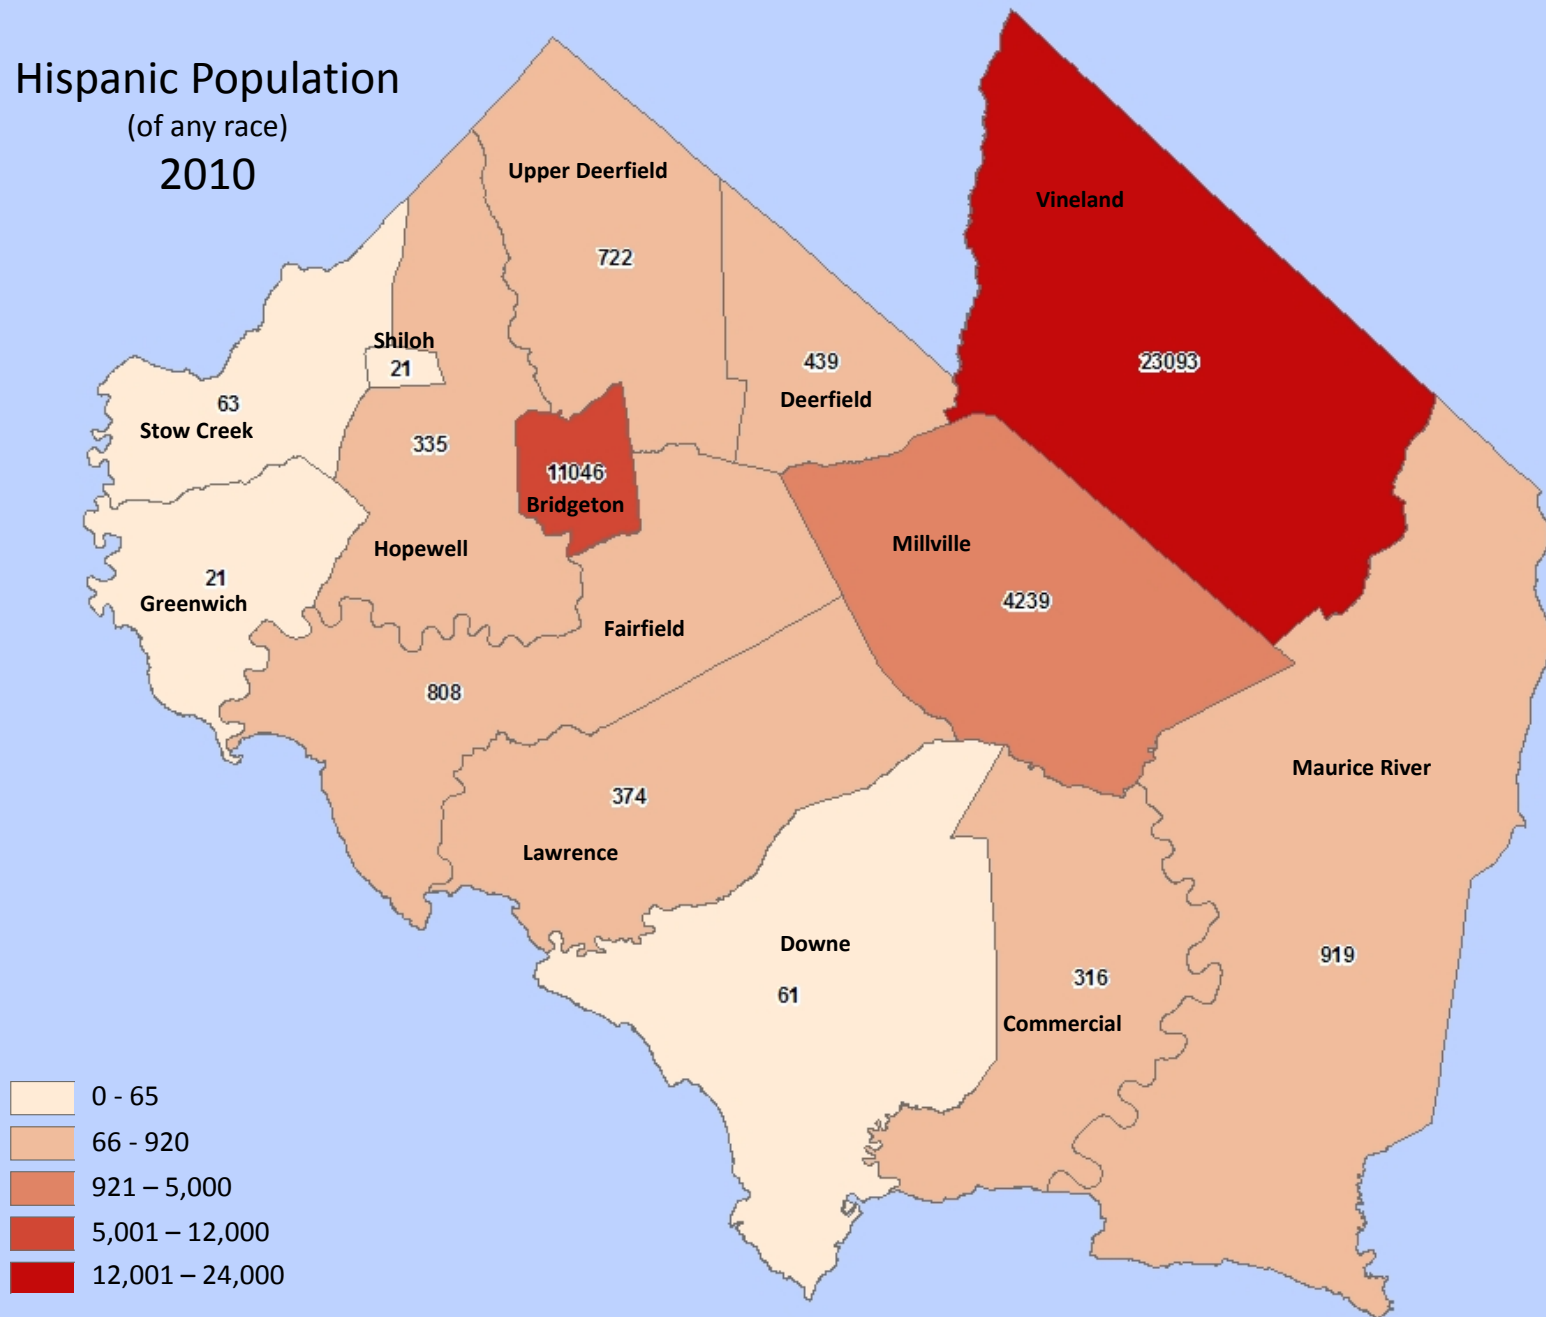 Hispanic Population
(of any race)
2010
Upper Deerfield
722
Vineland
23093
Shiloh
21
439
Deerfield
63
Stow Creek
335
11046
Bridgeton
Hopewell
Millville
4239
21
Greenwich
Fairfield
808
Maurice River
374
Lawrence
Downe
61
919
316
Commercial
0 - 65
66 - 920
921 – 5,000
5,001 – 12,000
12,001 – 24,000